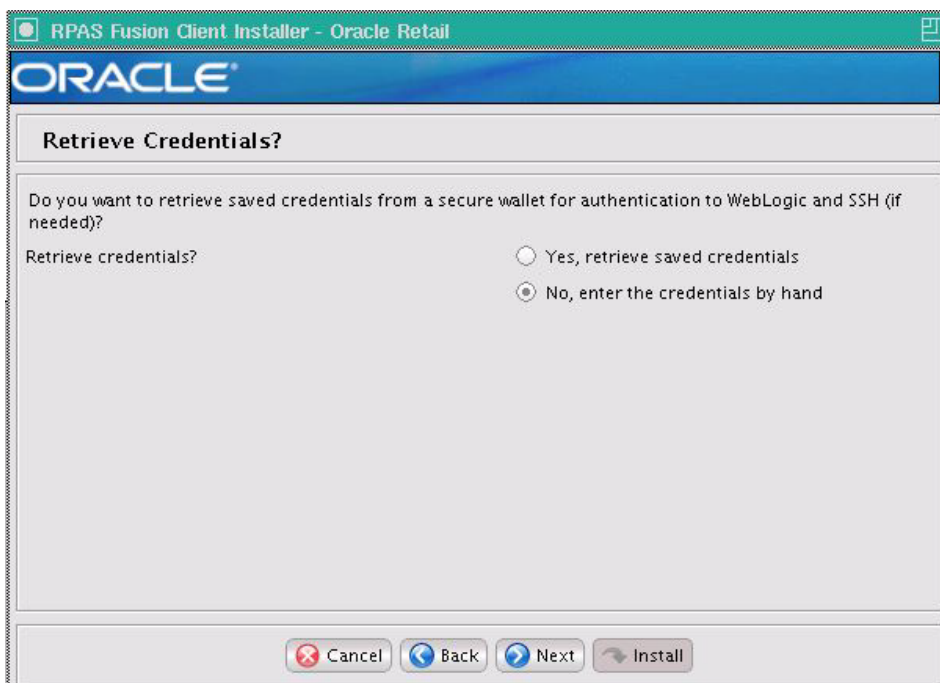 RPAS Fusion Client Installer - Oracle Retail
ORACLE®
Retrieve Credentials?
Do you want to retrieve saved credentials from a secure wallet for authentication to WebLogic and SSH (if
needed)?
Retrieve credentials?
Yes, retrieve saved credentials
No, enter the credentials by hand
Cancel Back Next Install